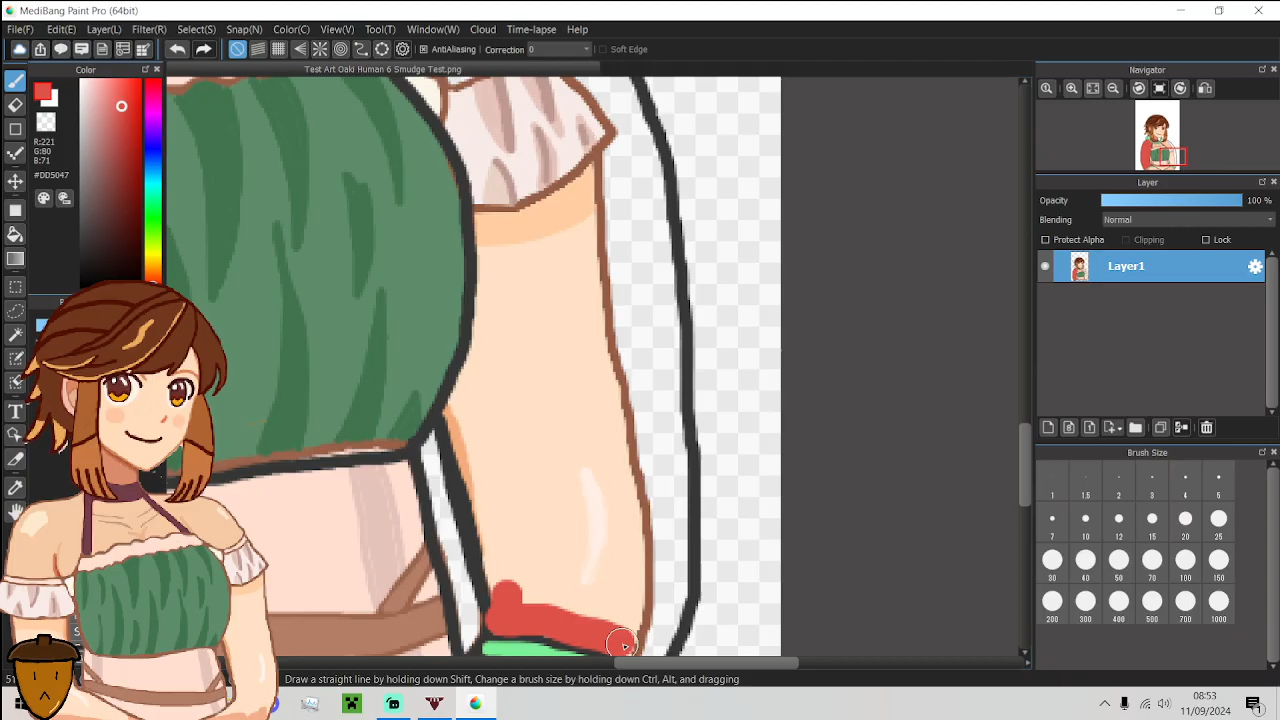 MediBang Paint Pro (64bit)
File(F) Edit(E) Layer(L) Filter(R) Select(S) Snap(N) Color(C) View(V) Tool(T) Window(W) Cloud Time-lapse Help
AntiAliasing Correction 0 Soft Edge
Color
Test Art Oaki Human 6 Smudge Test.png
Navigator
R:221
G:80
B:71
#DD5047
Layer
Opacity 100 %
Blending Normal
Protect Alpha Clipping Lock
Layer1
Brush Size
1 1.5 2 3 4 5
7 10 12 15 20 25
30 40 50 70 100 150
200 300 400 500 700 1000
Draw a straight line by holding down Shift, Change a brush size by holding down Ctrl, Alt, and dragging
08:53
11/09/2024